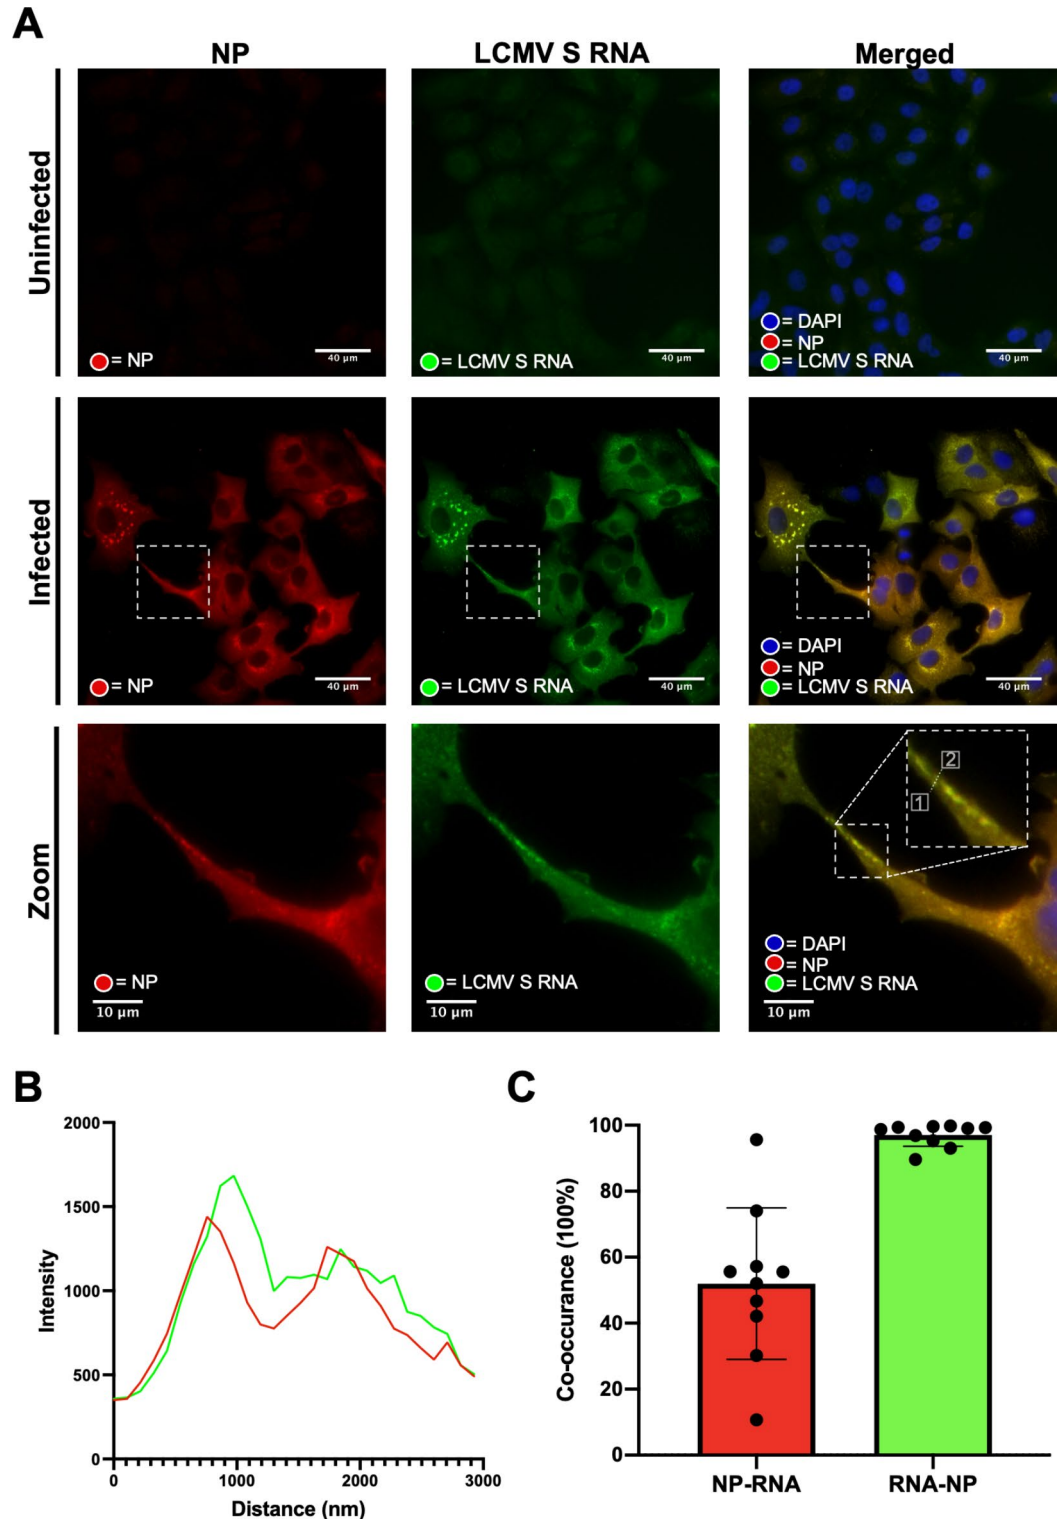 A
NP LCMV S RNA Merged
Uninfected
= NP
40 µm
= LCMV S RNA
40 µm
= DAPI
= NP
= LCMV S RNA
40 µm
Infected
= NP
40 µm
= LCMV S RNA
40 µm
= DAPI
= NP
= LCMV S RNA
40 µm
Zoom
= NP
10 µm
= LCMV S RNA
10 µm
2
1
= DAPI
= NP
= LCMV S RNA
10 µm
B
Intensity
2000
1500
1000
500
0
0 1000 2000 3000
Distance (nm)
C
Co-occurance (100%)
100
80
60
40
20
0
NP-RNA RNA-NP